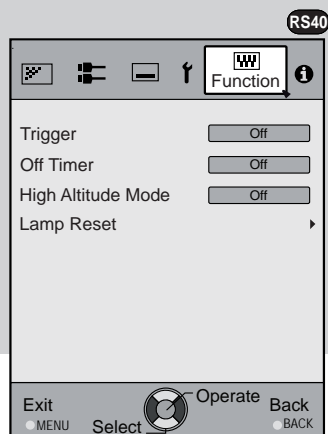 RS40
Function
Trigger Off
Off Timer Off
High Altitude Mode Off
Lamp Reset
Exit Operate Back
MENU Select BACK